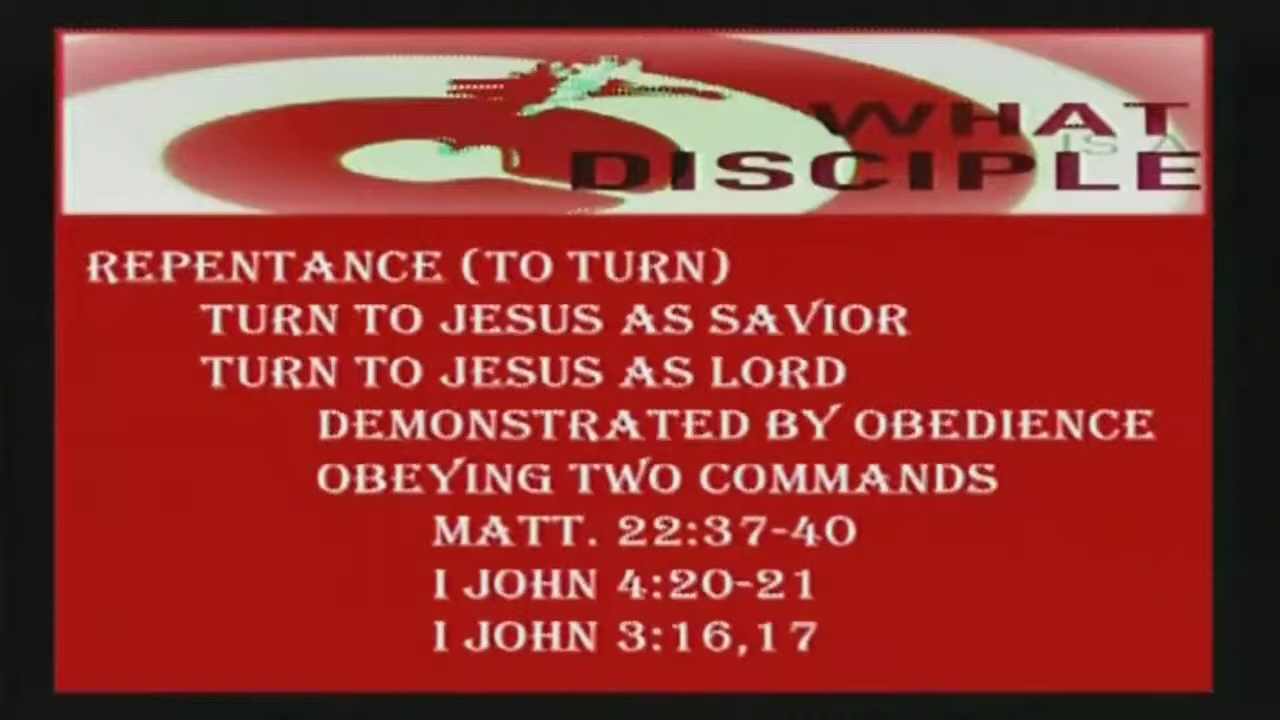 WHAT
IS A
DISCIPLE
REPENTANCE (TO TURN)
TURN TO JESUS AS SAVIOR
TURN TO JESUS AS LORD
DEMONSTRATED BY OBEDIENCE
OBEYING TWO COMMANDS
MATT. 22:37-40
I JOHN 4:20-21
I JOHN 3:16,17